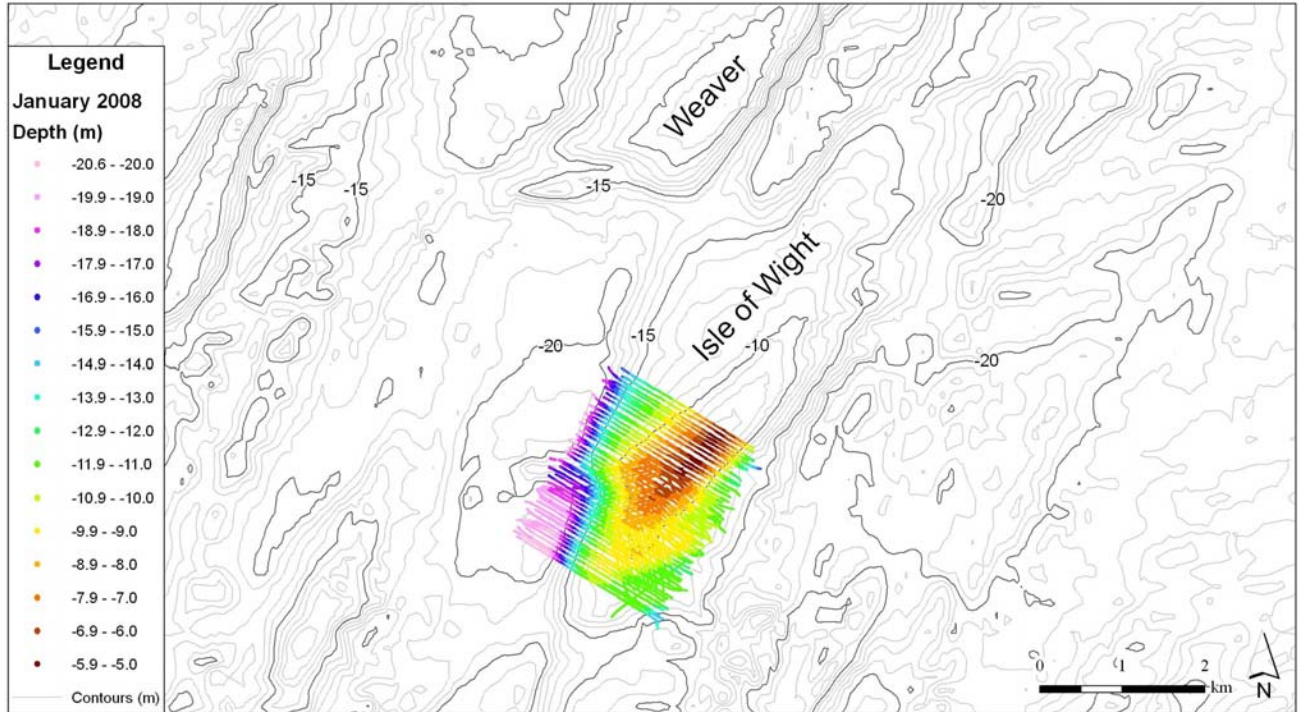 Legend
January 2008
Depth (m)
-20.6 - -20.0
-19.9 - -19.0
-18.9 - -18.0
-17.9 - -17.0
-16.9 - -16.0
-15.9 - -15.0
-14.9 - -14.0
-13.9 - -13.0
-12.9 - -12.0
-11.9 - -11.0
-10.9 - -10.0
-9.9 - -9.0
-8.9 - -8.0
-7.9 - -7.0
-6.9 - -6.0
-5.9 - -5.0
Contours (m)
Weaver
-15
-15
-15
-20
Isle of Wight
-20
-15
-10
-20
0 1 2
km
N